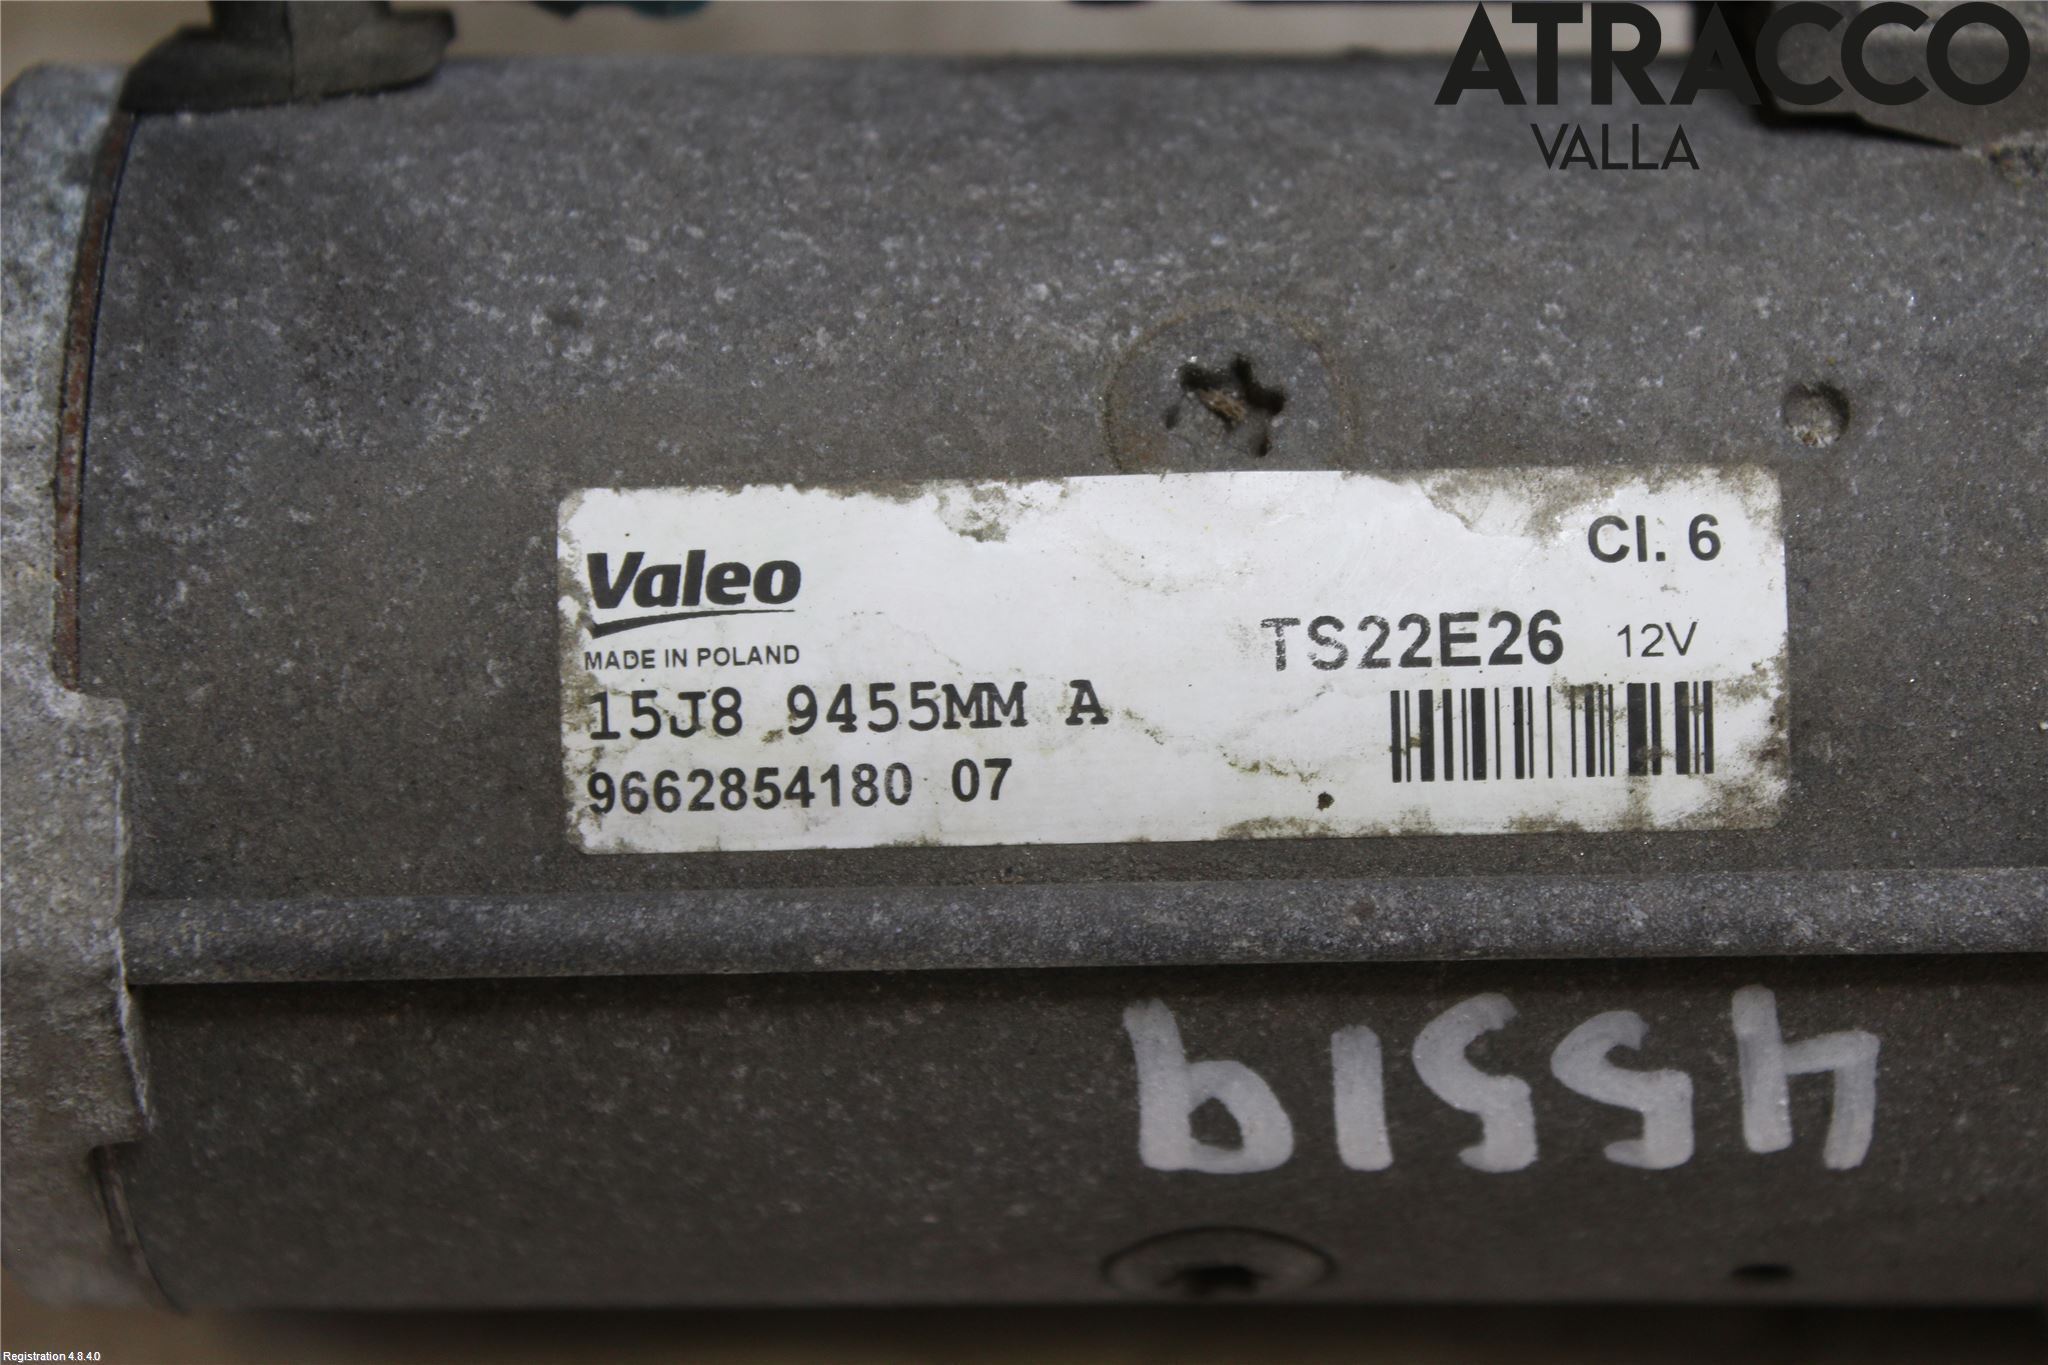 ATRACCO
VALLA
Cl. 6
Valeo
TS22E26 12V
MADE IN POLAND
15J8 9455MM A
9662854180 07
45519
Registration 4.8.4.0